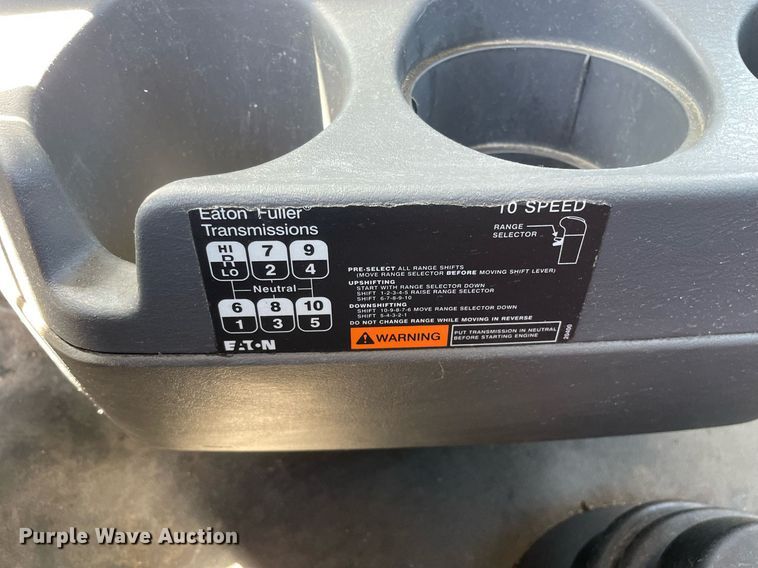 Eaton Fuller®
Transmissions
10 SPEED
RANGE
SELECTOR
HI
R
LO
7
2
9
4
Neutral
6
1
8
3
10
5
EATON
PRE-SELECT ALL RANGE SHIFTS
(MOVE RANGE SELECTOR BEFORE MOVING SHIFT LEVER)
UPSHIFTING
START WITH RANGE SELECTOR DOWN
SHIFT 1-2-3-4-5 RAISE RANGE SELECTOR
SHIFT 6-7-8-9-10
DOWNSHIFTING
SHIFT 10-9-8-7-6 MOVE RANGE SELECTOR DOWN
SHIFT 5-4-3-2-1
DO NOT CHANGE RANGE WHILE MOVING IN REVERSE
WARNING
PUT TRANSMISSION IN NEUTRAL
BEFORE STARTING ENGINE
20400
Purple Wave Auction
purplewave.com